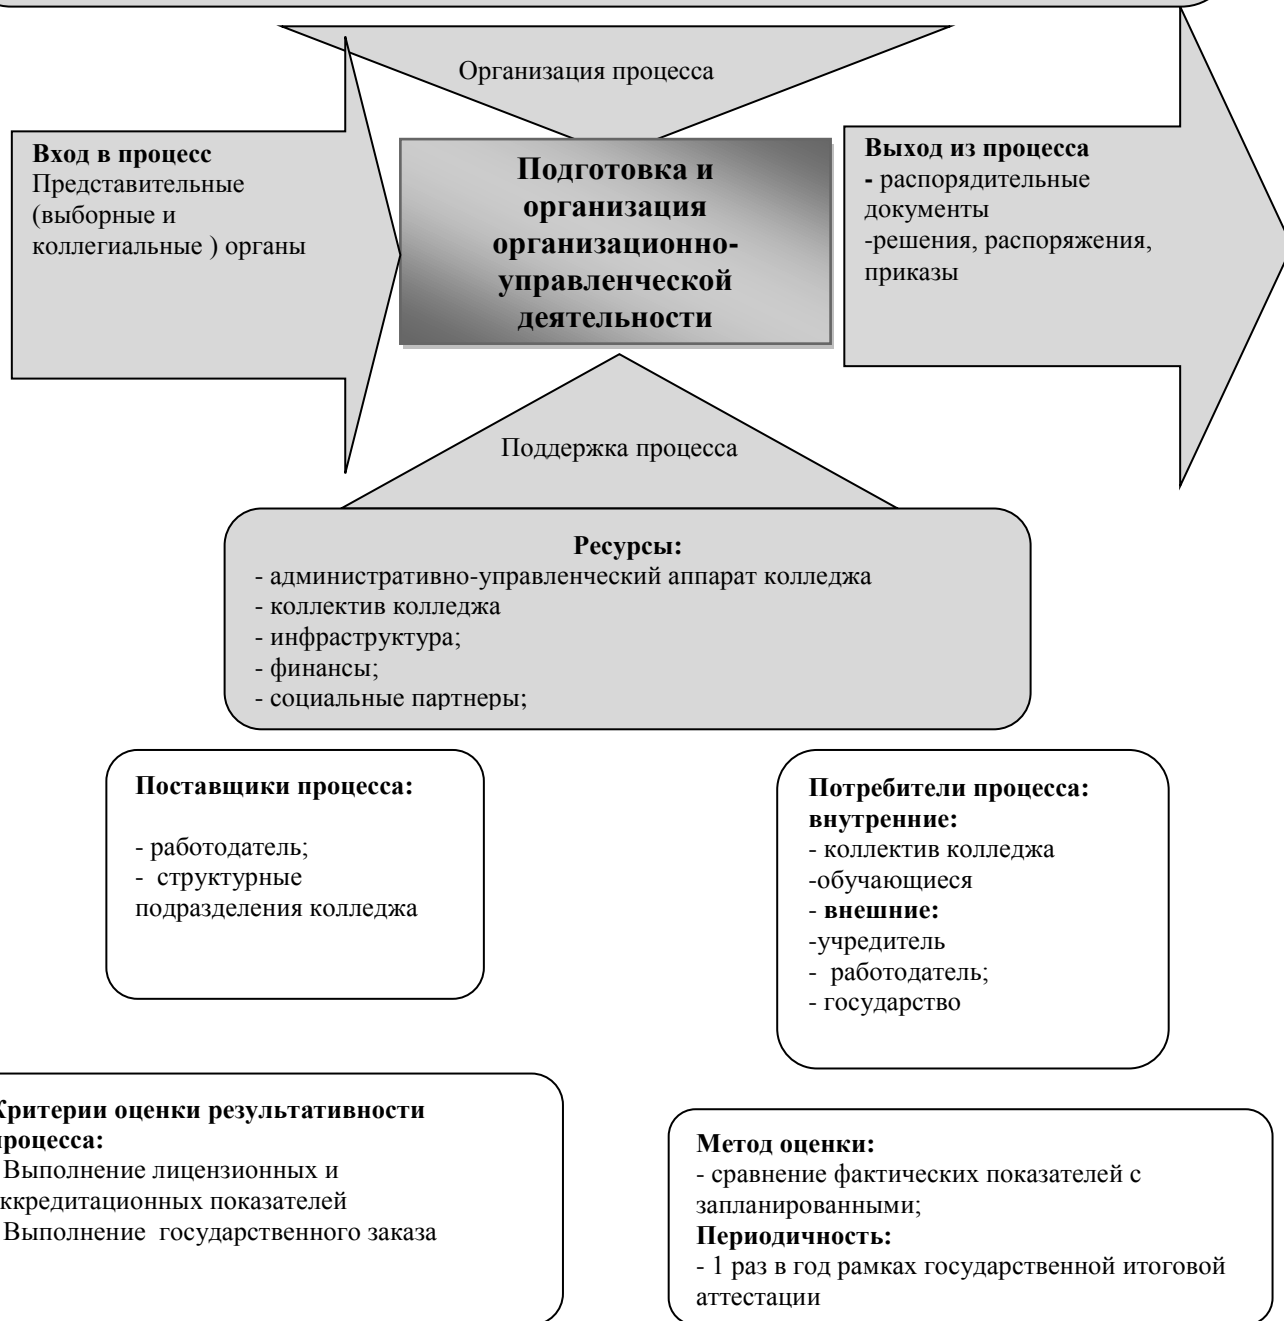 Организация процесса
Вход в процесс
Представительные
(выборные и
коллегиальные ) органы
Подготовка и
организация
организационно-
управленческой
деятельности
Выход из процесса
- распорядительные
документы
-решения, распоряжения,
приказы
Поддержка процесса
Ресурсы:
- административно-управленческий аппарат колледжа
- коллектив колледжа
- инфраструктура;
- финансы;
- социальные партнеры;
Поставщики процесса:
- работодатель;
-  структурные
подразделения колледжа
Потребители процесса:
внутренние:
- коллектив колледжа
-обучающиеся
- внешние:
-учредитель
-  работодатель;
- государство
Критерии оценки результативности
процесса:
Выполнение лицензионных и
ккредитационных показателей
Выполнение  государственного заказа
Метод оценки:
- сравнение фактических показателей с
запланированными;
Периодичность:
- 1 раз в год рамках государственной итоговой
аттестации